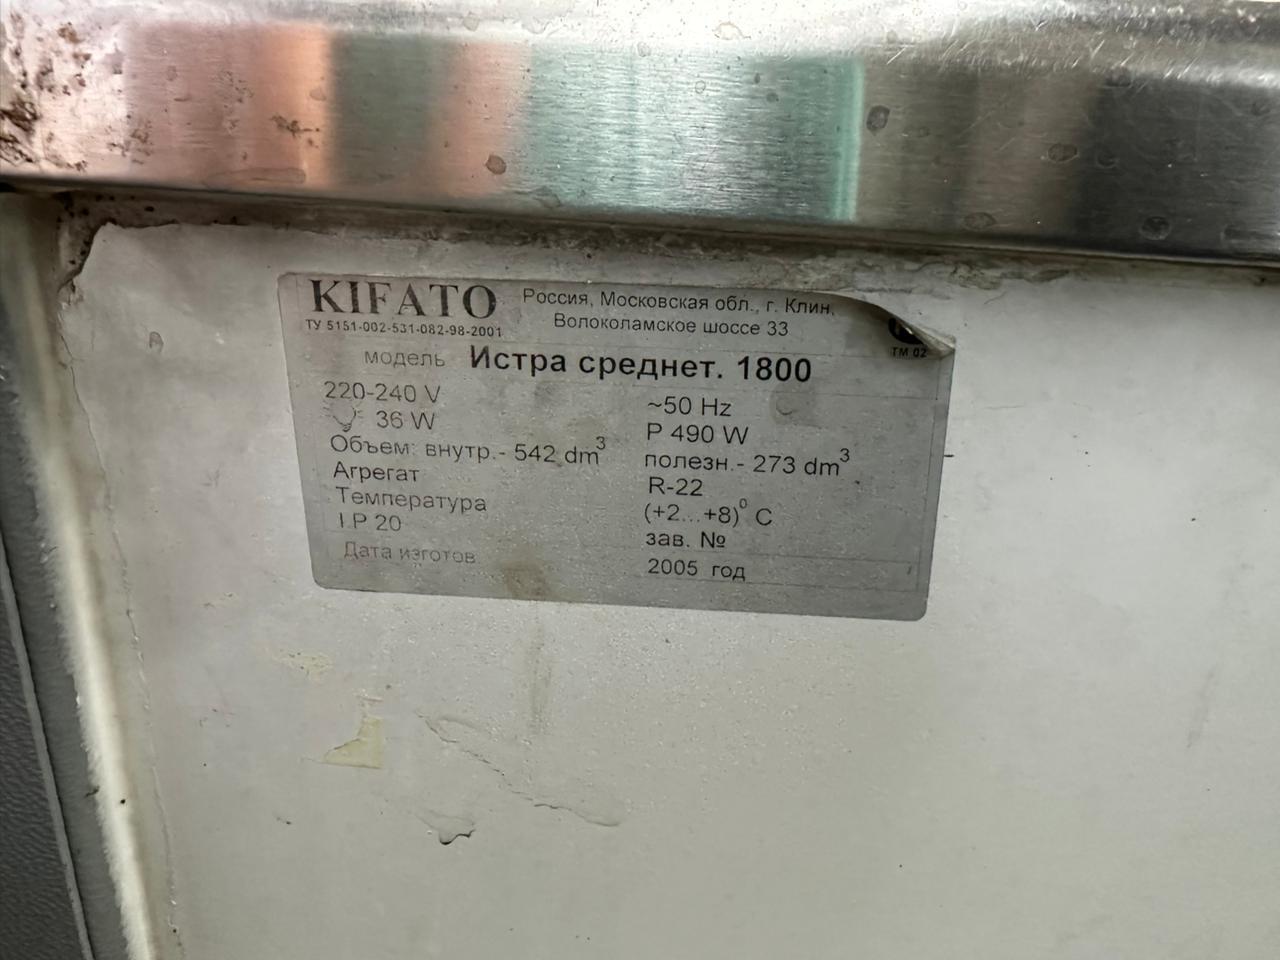 KIFATO
Россия, Московская обл., г. Клин,
Волоколамское шоссе 33
ТУ 5151-002-531-082-98-2001
ТМ 02
модель Истра среднет. 1800
220-240 V ~50 Hz
36 W P 490 W
Объем: внутр.- 542 dm³ полезн.- 273 dm³
Агрегат R-22
Температура (+2...+8)⁰ C
I.P 20 зав. №
Дата изготов 2005 год